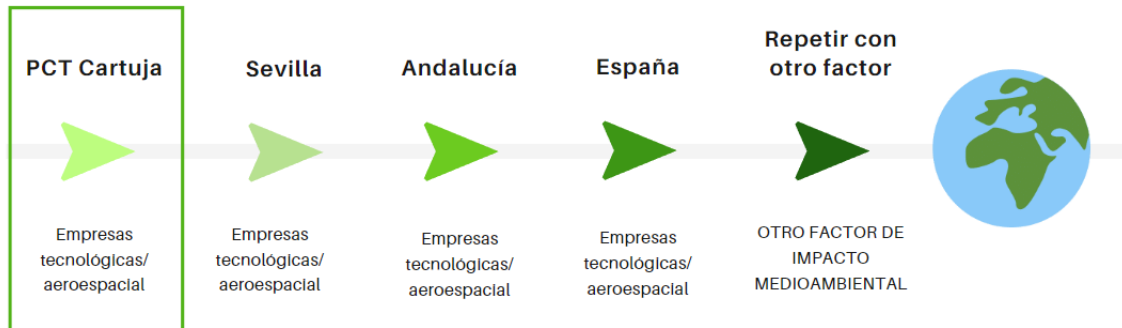 PCT Cartuja
Sevilla
Andalucía
España
Repetir con
otro factor
Empresas
tecnológicas/
aeroespacial
Empresas
tecnológicas/
aeroespacial
Empresas
tecnológicas/
aeroespacial
Empresas
tecnológicas/
aeroespacial
OTRO FACTOR DE
IMPACTO
MEDIOAMBIENTAL